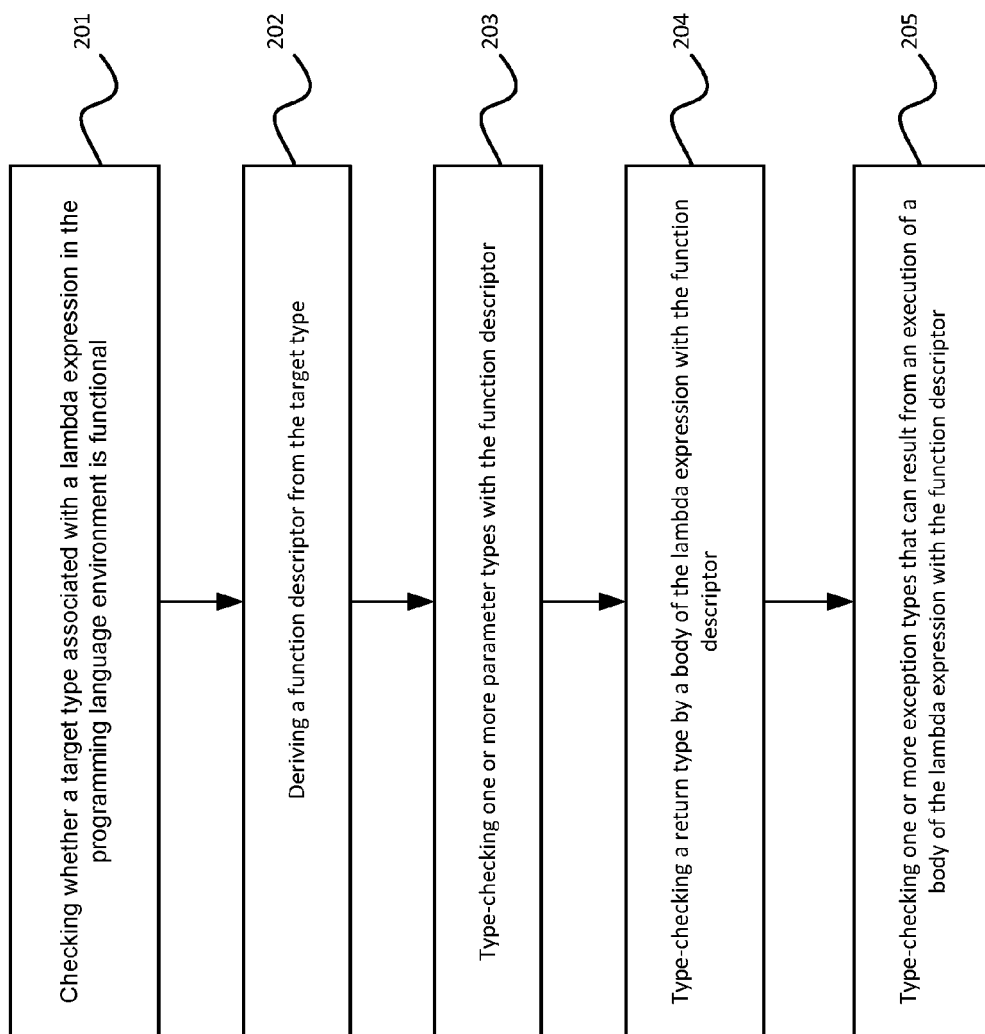 Checking whether a target type associated with a lambda expression in the
programming language environment is functional
201
Deriving a function descriptor from the target type
202
Type-checking one or more parameter types with the function descriptor
203
Type-checking a return type by a body of the lambda expression with the function
descriptor
204
Type-checking one or more exception types that can result from an execution of a
body of the lambda expression with the function descriptor
205